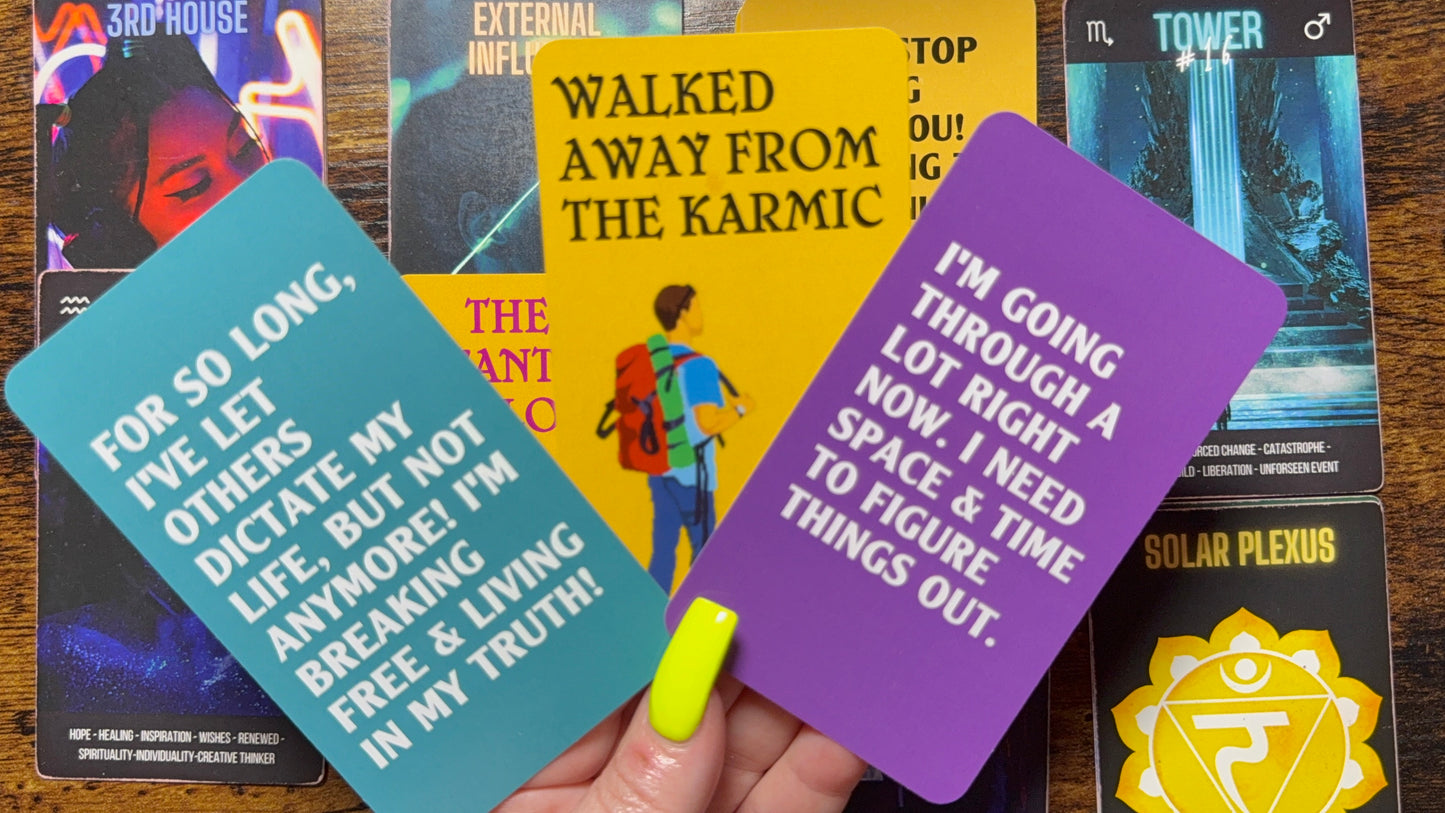 3RD HOUSE
EXTERNAL
WALKED
AWAY FROM
THE KARMIC
STOP
OU!
TOWER
#16
FOR SO LONG,
I'VE LET
OTHERS
DICTATE MY
LIFE, BUT NOT
ANYMORE! I'M
BREAKING
FREE & LIVING
IN MY TRUTH!
THE
I'M GOING
THROUGH A
LOT RIGHT
NOW. I NEED
SPACE & TIME
TO FIGURE
THINGS OUT.
CHANGE - CATASTROPHE -
- LIBERATION - UNFORSEEN EVENT
SOLAR PLEXUS
HOPE - HEALING - INSPIRATION - WISHES - RENEWED -
SPIRITUALITY-INDIVIDUALITY-CREATIVE THINKER